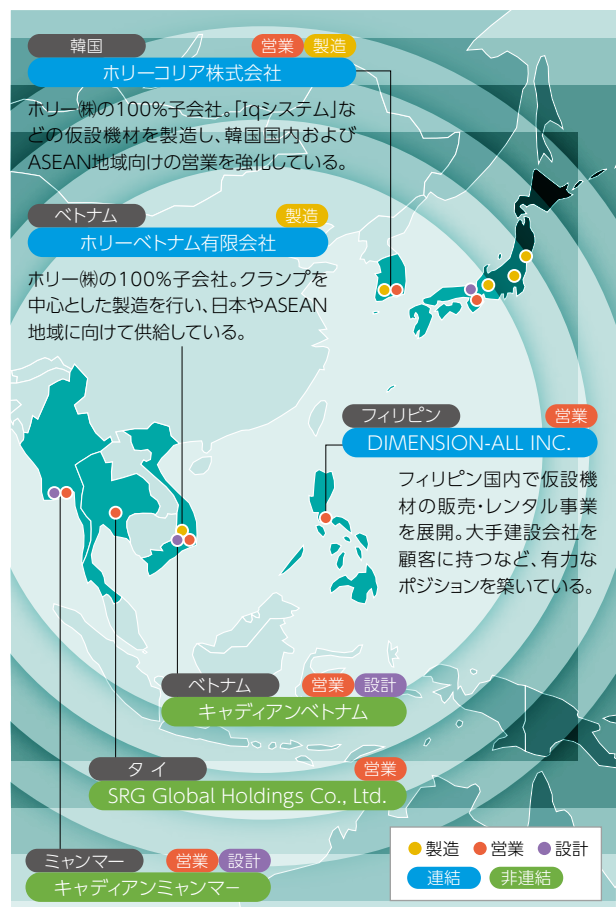 韓国 営業 製造
ホリーコリア株式会社
ホリー㈱の100%子会社。「Iqシステム」な
どの仮設機材を製造し、韓国国内および
ASEAN地域向けの営業を強化している。
ベトナム 製造
ホリーベトナム有限会社
ホリー㈱の100%子会社。クランプを
中心とした製造を行い、日本やASEAN
地域に向けて供給している。
フィリピン 営業
DIMENSION-ALL INC.
フィリピン国内で仮設機
材の販売・レンタル事業
を展開。大手建設会社を
顧客に持つなど、有力な
ポジションを築いている。
ベトナム 営業 設計
キャディアンベトナム
タイ 営業
SRG Global Holdings Co., Ltd.
ミャンマー 営業 設計
キャディアンミャンマー
製造 営業 設計
連結 非連結